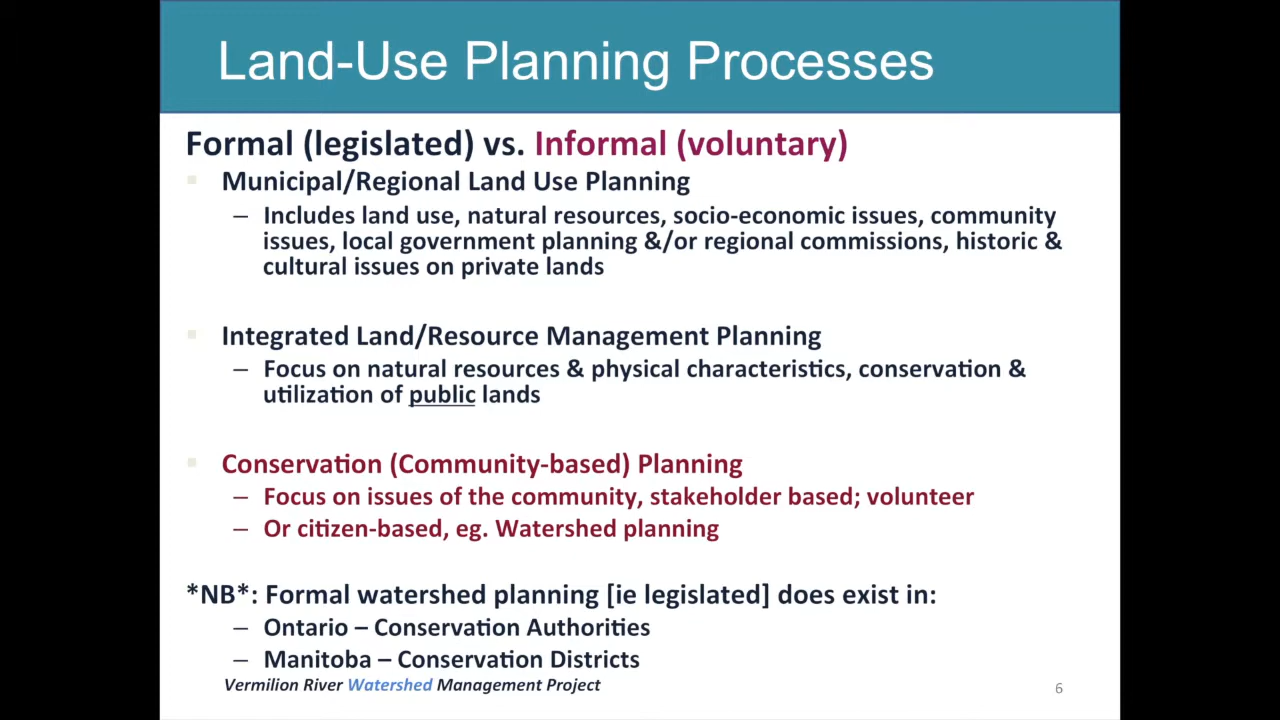 Land-Use Planning Processes
Formal (legislated) vs. Informal (voluntary)
Municipal/Regional Land Use Planning
– Includes land use, natural resources, socio-economic issues, community
issues, local government planning &/or regional commissions, historic &
cultural issues on private lands
Integrated Land/Resource Management Planning
– Focus on natural resources & physical characteristics, conservation &
utilization of public lands
Conservation (Community-based) Planning
– Focus on issues of the community, stakeholder based; volunteer
– Or citizen-based, eg. Watershed planning
*NB*: Formal watershed planning [ie legislated] does exist in:
– Ontario – Conservation Authorities
– Manitoba – Conservation Districts
Vermilion River Watershed Management Project
6